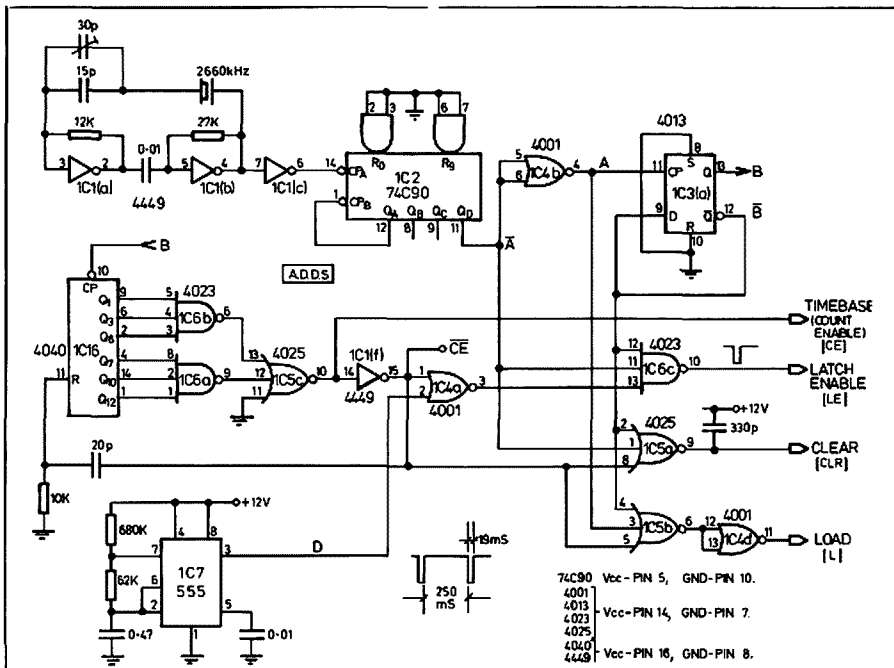 30p
15p
2660kHz
12K
27K
0·01
3
2
5
4
7
6
1C1(a)
1C1(b)
1C1(c)
4449
2
3
6
7
R0
R9
14
CPA
1C2
74C90
1
CPB
QA
QB
QC
QD
12
8
9
11
A̅
4001
5
6
1C4b
4
A
4013
8
S
11
CP
Q
13
B
1C3(a)
9
D
Q̅
12
B̅
R
10
B
A.D.D.S
10
CP
4040
1C16
Q1
9
Q3
6
Q6
2
Q7
4
Q10
14
Q12
1
11
R
4023
5
4
3
1C6b
6
8
2
1
1C6a
9
4025
13
12
11
1C5c
10
1C1(f)
14
15
4449
C̅E̅
1
2
1C4a
3
4001
TIMEBASE
(COUNT
ENABLE)
[CE]
4023
12
11
13
1C6c
10
LATCH
ENABLE
[LE]
+12V
330p
4025
2
1
8
1C5a
9
CLEAR
[CLR]
4
3
5
1C5b
6
4001
12
13
1C4d
11
LOAD
[L]
20p
10K
+12V
680K
62K
4
8
7
6
2
3
5
1
1C7
555
D
0·47
0·01
19mS
250
mS
74C90 Vcc-PIN 5, GND-PIN 10.
4001
4013
4023
4025
Vcc-PIN 14, GND-PIN 7.
4040
4449
Vcc-PIN 16, GND-PIN 8.